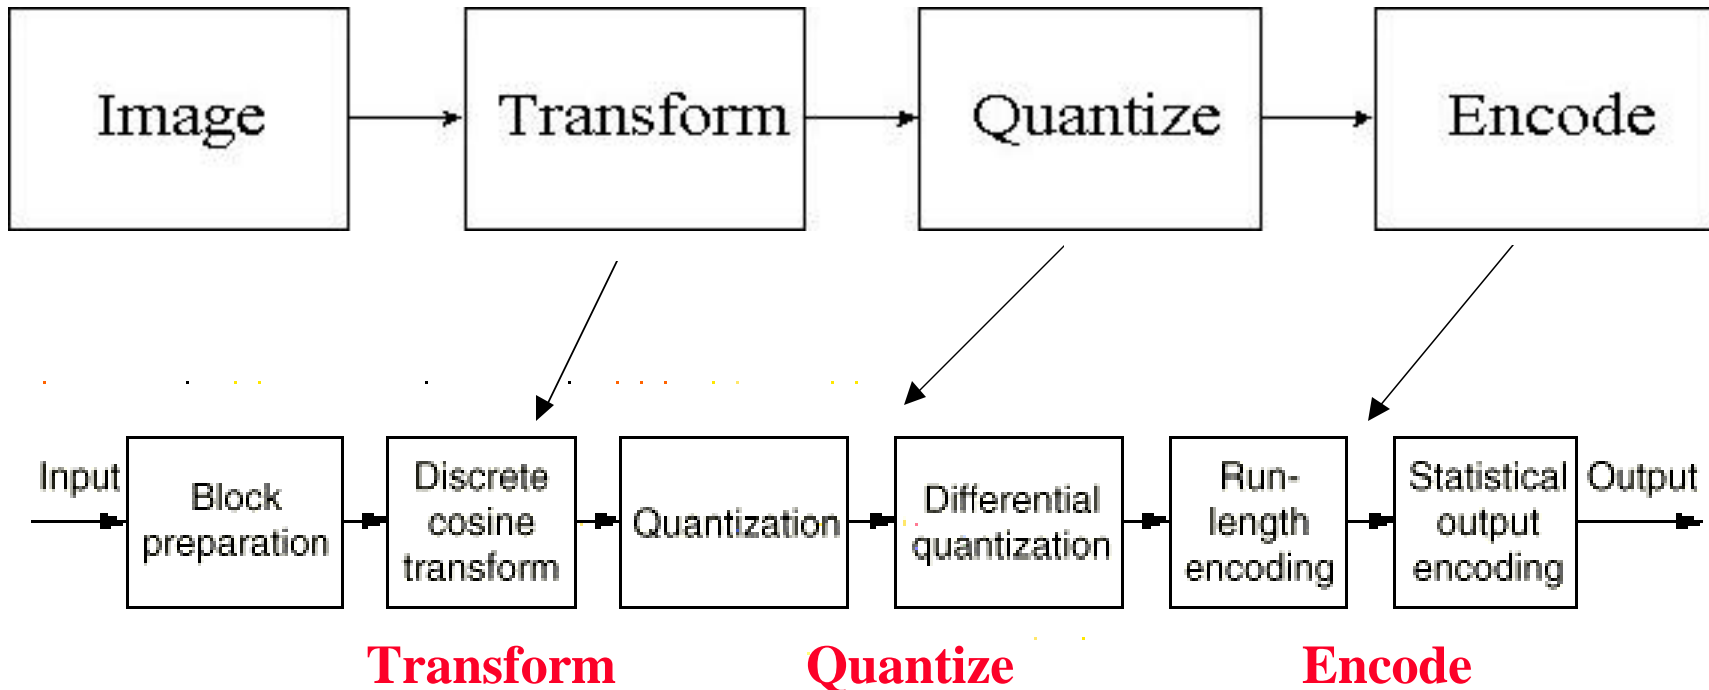 Image
Transform
Quantize
Encode
Input
Block
preparation
Discrete
cosine
transform
Quantization
Differential
quantization
Run-
length
encoding
Statistical
output
encoding
Output
Transform
Quantize
Encode